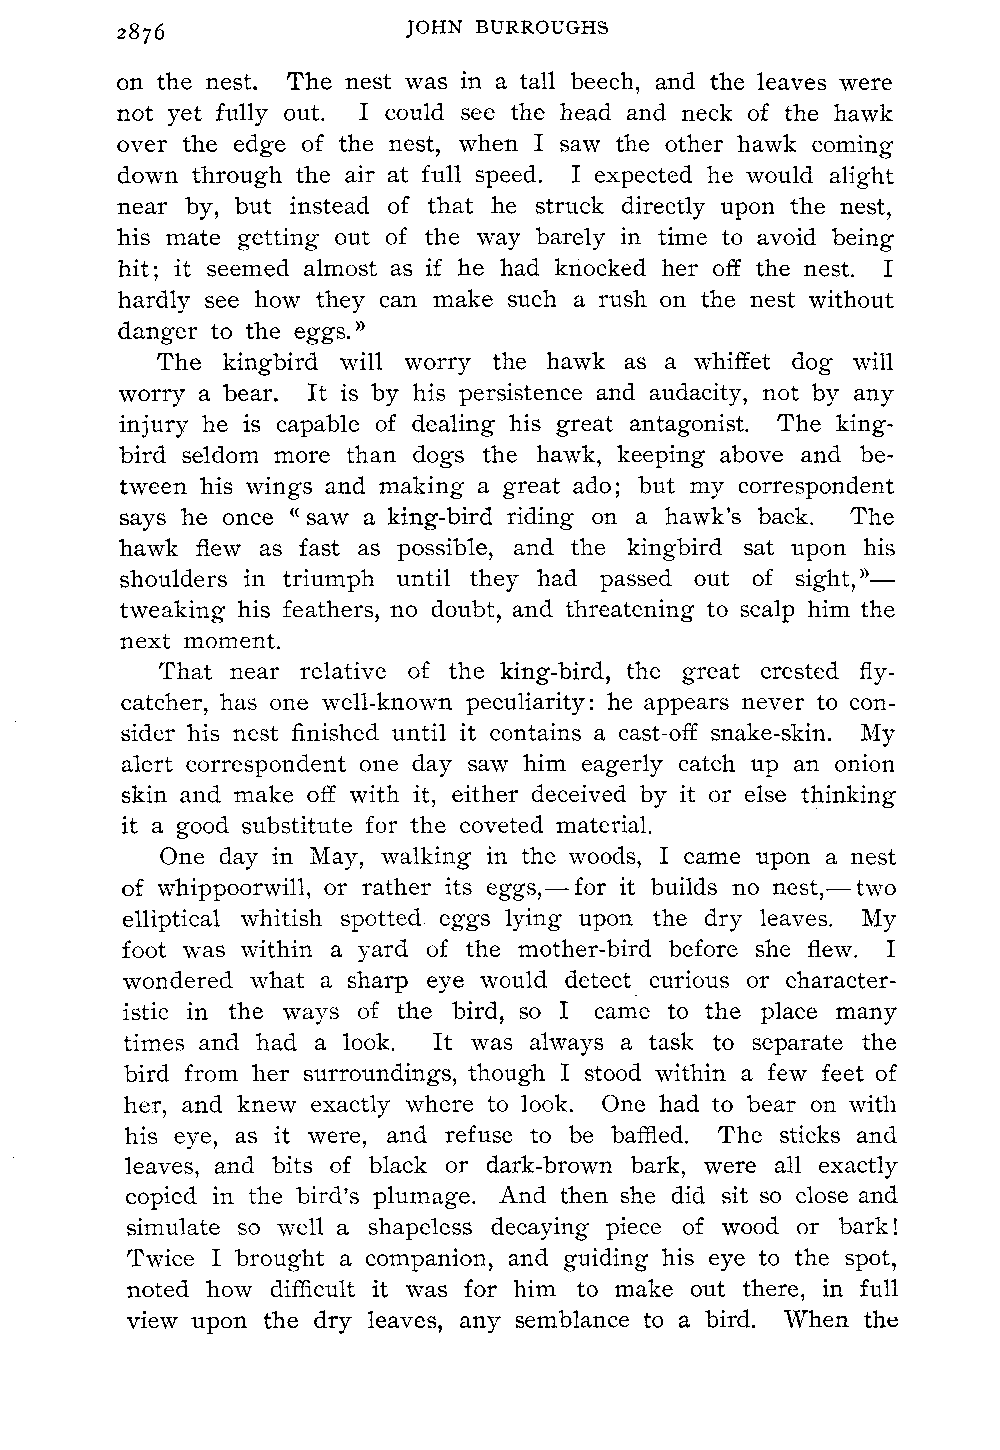 2876 JOHN BURROUGHS
on the nest. The nest was in a tall beech, and the leaves were
not yet fully out. I could see the head and neck of the hawk
over the edge of the nest, when I saw the other hawk coming
down through the air at full speed. I expected he would alight
near by, but instead of that he struck directly upon the nest,
his mate getting out of the way barely in time to avoid being
hit; it seemed almost as if he had knocked her off the nest. I
hardly see how they can make such a rush on the nest without
danger to the eggs.»
The kingbird will worry the hawk as a whiffet dog will
worry a bear. It is by his persistence and audacity, not by any
injury he is capable of dealing his great antagonist. The king-
bird seldom more than dogs the hawk, keeping above and be-
tween his wings and making a great ado; but my correspondent
says he once «saw a king-bird riding on a hawk's back. The
hawk flew as fast as possible, and the kingbird sat upon his
shoulders in triumph until they had passed out of sight,»—
tweaking his feathers, no doubt, and threatening to scalp him the
next moment.
That near relative of the king-bird, the great crested fly-
catcher, has one well-known peculiarity: he appears never to con-
sider his nest finished until it contains a cast-off snake-skin. My
alert correspondent one day saw him eagerly catch up an onion
skin and make off with it, either deceived by it or else thinking
it a good substitute for the coveted material.
One day in May, walking in the woods, I came upon a nest
of whippoorwill, or rather its eggs,—for it builds no nest,—two
elliptical whitish spotted eggs lying upon the dry leaves. My
foot was within a yard of the mother-bird before she flew. I
wondered what a sharp eye would detect curious or character-
istic in the ways of the bird, so I came to the place many
times and had a look. It was always a task to separate the
bird from her surroundings, though I stood within a few feet of
her, and knew exactly where to look. One had to bear on with
his eye, as it were, and refuse to be baffled. The sticks and
leaves, and bits of black or dark-brown bark, were all exactly
copied in the bird's plumage. And then she did sit so close and
simulate so well a shapeless decaying piece of wood or bark!
Twice I brought a companion, and guiding his eye to the spot,
noted how difficult it was for him to make out there, in full
view upon the dry leaves, any semblance to a bird. When the